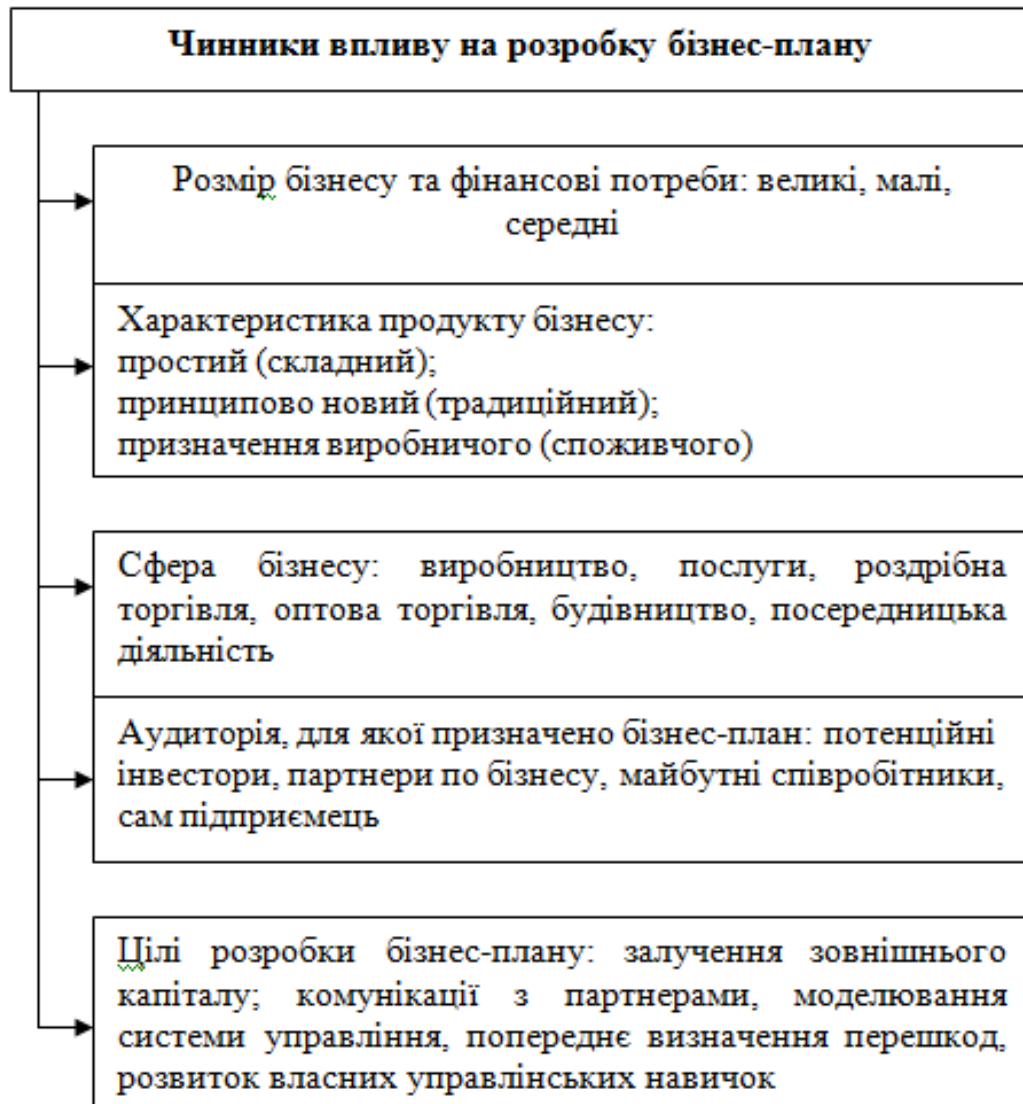 Чинники впливу на розробку бізнес-плану
Розмір бізнесу та фінансові потреби: великі, малі,
середні
Характеристика продукту бізнесу:
простий (складний);
принципово новий (традиційний);
призначення виробничого (споживчого)
Сфера бізнесу: виробництво, послуги, роздрібна
торгівля, оптова торгівля, будівництво, посередницька
діяльність
Аудиторія, для якої призначено бізнес-план: потенційні
інвестори, партнери по бізнесу, майбутні співробітники,
сам підприємець
Цілі розробки бізнес-плану: залучення зовнішнього
капіталу; комунікації з партнерами, моделювання
системи управління, попереднє визначення перешкод,
розвиток власних управлінських навичок